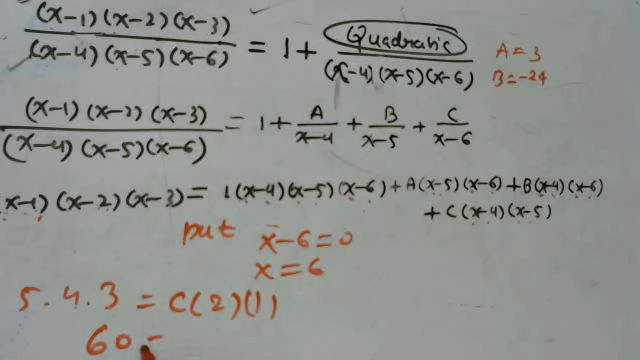 (x-1)(x-2)(x-3) / (x-4)(x-5)(x-6) = 1 + Quadratic / (x-4)(x-5)(x-6)
A = 3
B = -24
(x-1)(x-2)(x-3) / (x-4)(x-5)(x-6) = 1 + A/x-4 + B/x-5 + C/x-6
x-1)(x-2)(x-3) = 1(x-4)(x-5)(x-6) + A(x-5)(x-6) + B(x-4)(x-6)
+ C(x-4)(x-5)
put x-6=0
x=6
5.4.3 = C(2)(1)
60 =